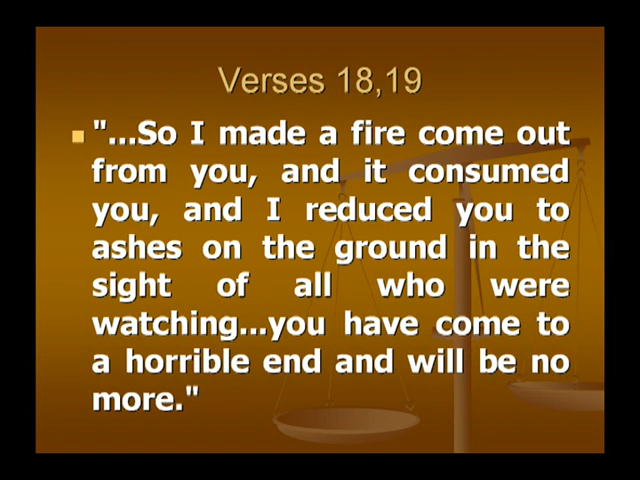 Verses 18,19
"...So I made a fire come out
from you, and it consumed
you, and I reduced you to
ashes on the ground in the
sight of all who were
watching...you have come to
a horrible end and will be no
more."